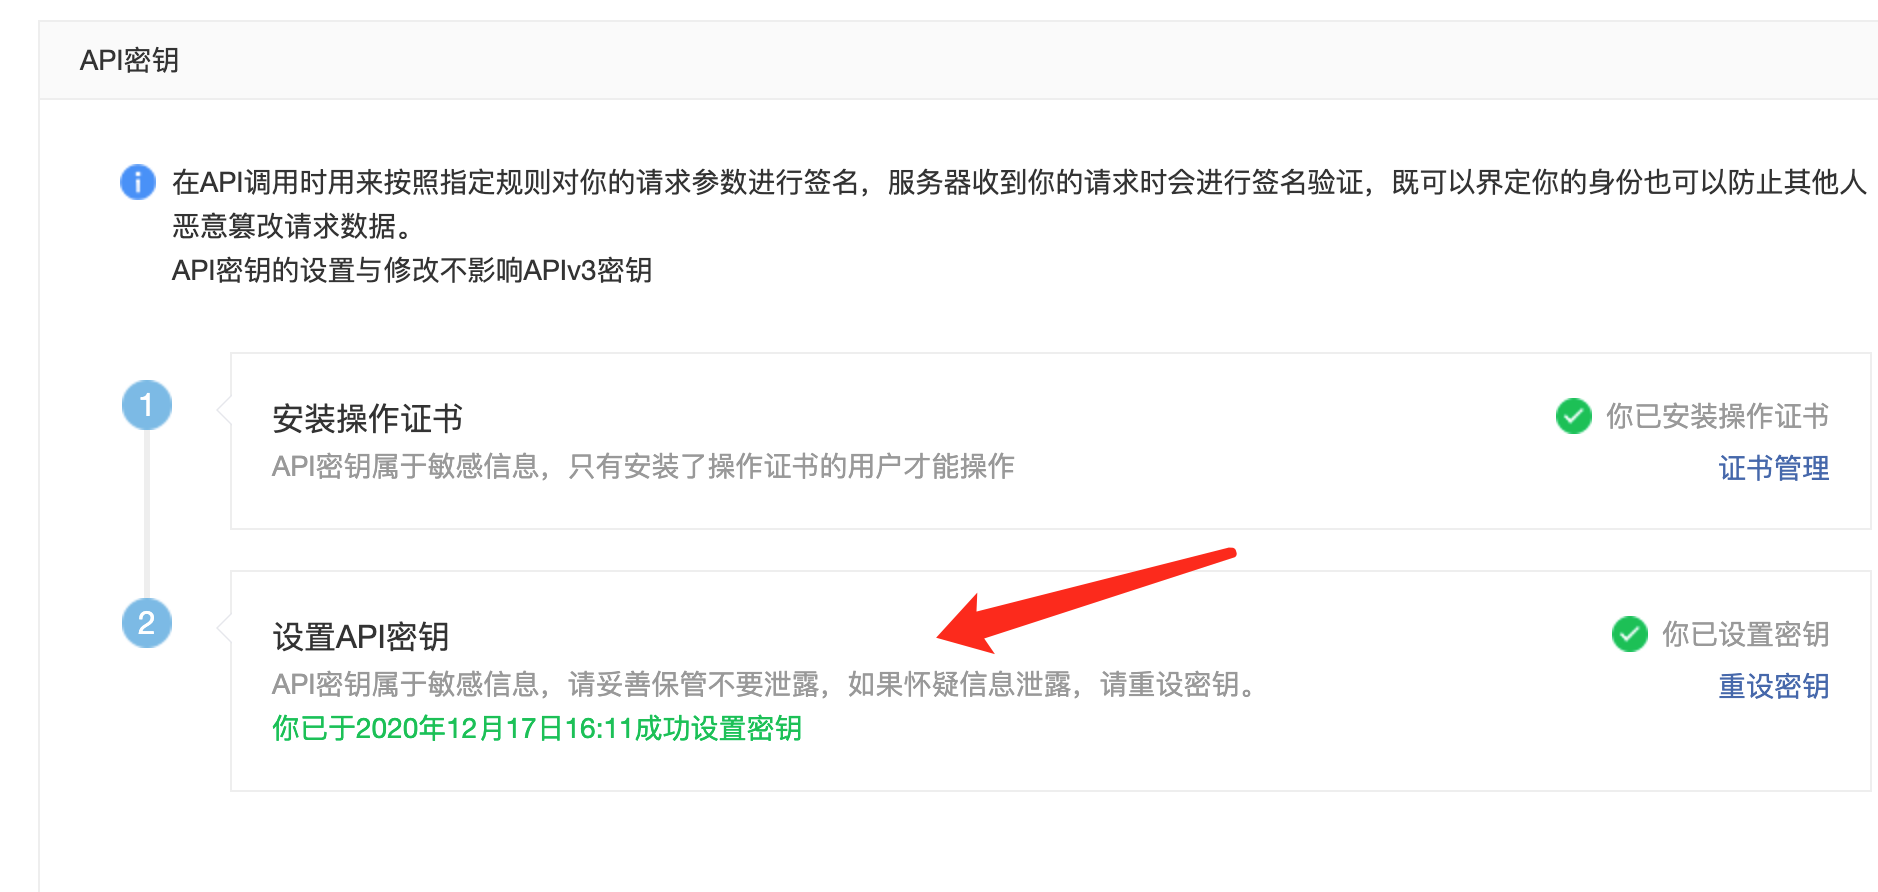 API密钥
在API调用时用来按照指定规则对你的请求参数进行签名，服务器收到你的请求时会进行签名验证，既可以界定你的身份也可以防止其他人
恶意篡改请求数据。
API密钥的设置与修改不影响APIv3密钥
1
安装操作证书
你已安装操作证书
API密钥属于敏感信息，只有安装了操作证书的用户才能操作
证书管理
2
设置API密钥
你已设置密钥
API密钥属于敏感信息，请妥善保管不要泄露，如果怀疑信息泄露，请重设密钥。
重设密钥
你已于2020年12月17日16:11成功设置密钥